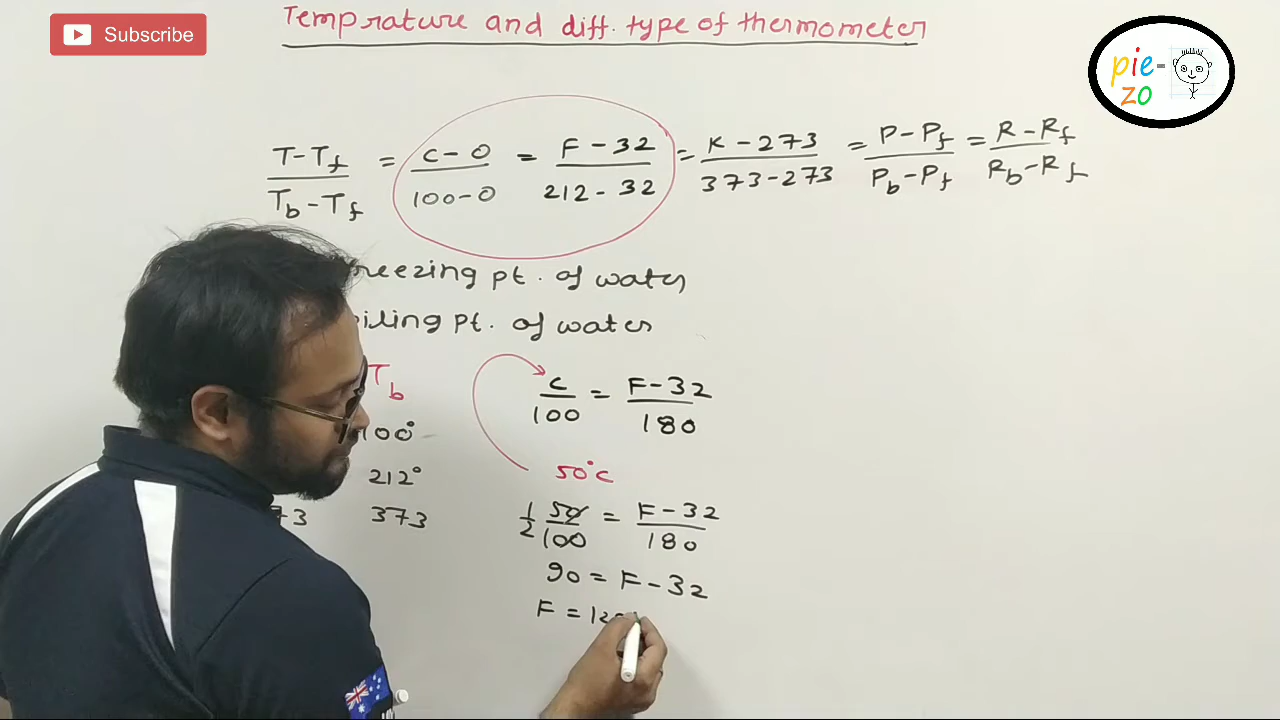 Temprature and diff. type of thermometer
Subscribe
pie-
zo
T-Tf / Tb-Tf = C-0 / 100-0 = F-32 / 212-32 = K-273 / 373-273 = P-Pf / Pb-Pf = R-Rf / Rb-Rf
reezing pt. of water
iling pt. of water
Tb
100°
212°
73 373
C/100 = F-32/180
50°C
1/2 50/100 = F-32/180
90 = F-32
F = 12